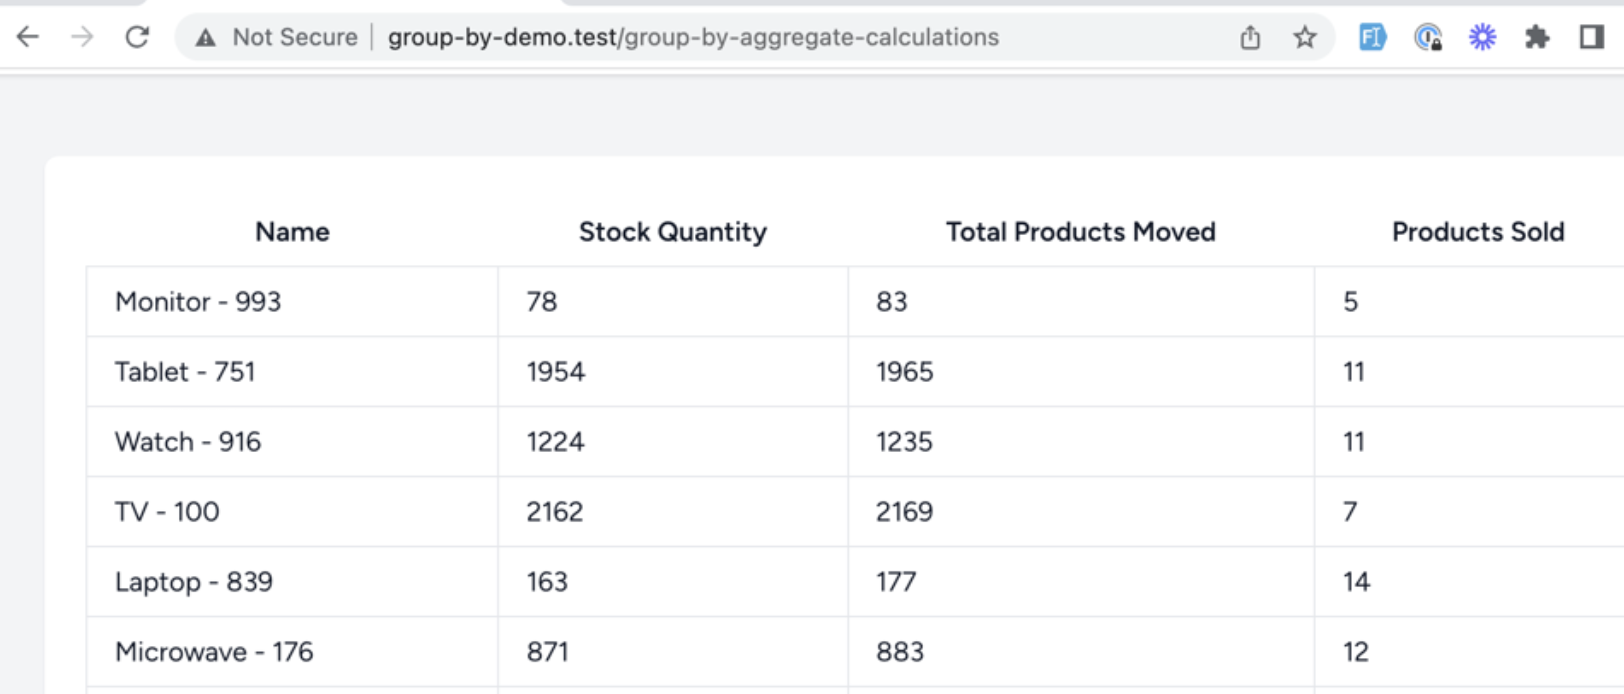 Not Secure | group-by-demo.test/group-by-aggregate-calculations
Name Stock Quantity Total Products Moved Products Sold
Monitor - 993 78 83 5
Tablet - 751 1954 1965 11
Watch - 916 1224 1235 11
TV - 100 2162 2169 7
Laptop - 839 163 177 14
Microwave - 176 871 883 12